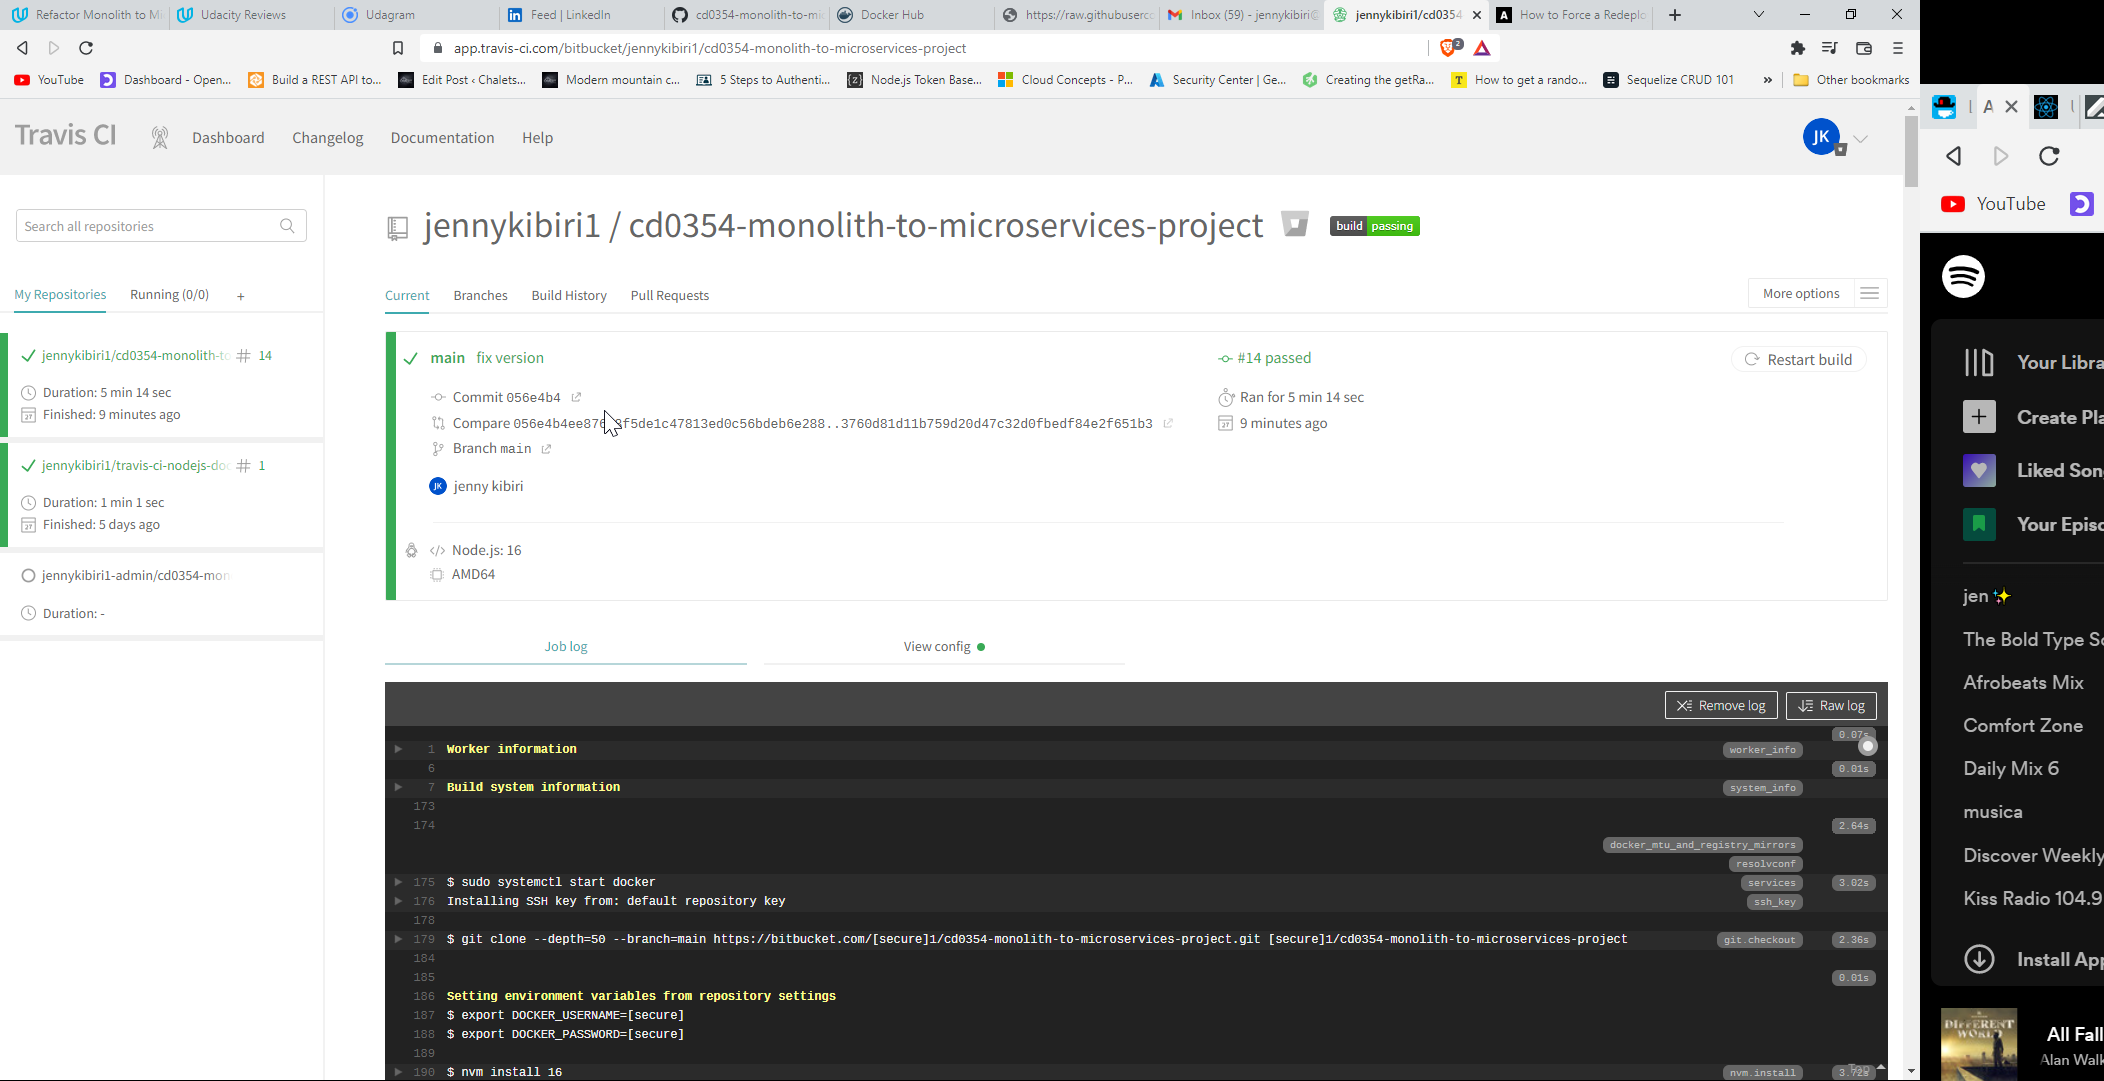 Refactor Monolith to Mi
Udacity Reviews
Udagram
Feed | LinkedIn
cd0354-monolith-to-mic
Docker Hub
https://raw.githubuserco
Inbox (59) - jennykibiri@
jennykibiri1/cd0354
How to Force a Redeplo
app.travis-ci.com/bitbucket/jennykibiri1/cd0354-monolith-to-microservices-project
2
YouTube
Dashboard - Open...
Build a REST API to...
Edit Post ‹ Chalets...
Modern mountain c...
5 Steps to Authenti...
Node.js Token Base...
Cloud Concepts - P...
Security Center | Ge...
Creating the getRa...
How to get a rando...
Sequelize CRUD 101
»
Other bookmarks
Travis CI
Dashboard
Changelog
Documentation
Help
JK
Search all repositories
My Repositories
Running (0/0)
+
jennykibiri1/cd0354-monolith-to
# 14
Duration: 5 min 14 sec
Finished: 9 minutes ago
jennykibiri1/travis-ci-nodejs-do
# 1
Duration: 1 min 1 sec
Finished: 5 days ago
jennykibiri1-admin/cd0354-mon
Duration: -
jennykibiri1 / cd0354-monolith-to-microservices-project
build passing
Current
Branches
Build History
Pull Requests
More options
main fix version
#14 passed
Restart build
Commit 056e4b4
Ran for 5 min 14 sec
Compare
9 minutes ago
Branch main
JK
jenny kibiri
Node.js: 16
AMD64
Job log
View config
Remove log
Raw log
0.07s
1 Worker information
worker_info
6
0.01s
7 Build system information
system_info
173
174
2.64s
docker_mtu_and_registry_mirrors
resolvconf
175 $ sudo systemctl start docker
services
3.02s
176 Installing SSH key from: default repository key
ssh_key
178
179 $ git clone --depth=50 --branch=main https://bitbucket.com/[secure]1/cd0354-monolith-to-microservices-project.git [secure]1/cd0354-monolith-to-microservices-project
git.checkout
2.36s
184
185
0.01s
186 Setting environment variables from repository settings
187 $ export DOCKER_USERNAME=[secure]
188 $ export DOCKER_PASSWORD=[secure]
189
190 $ nvm install 16
nvm.install
Top
A
YouTube
Your Libra
Create Pla
Liked Son
Your Episo
jen✨
The Bold Type So
Afrobeats Mix
Comfort Zone
Daily Mix 6
musica
Discover Weekly
Kiss Radio 104.9
Install App
DIFFERENT
WORLD
All Fall
Alan Walk